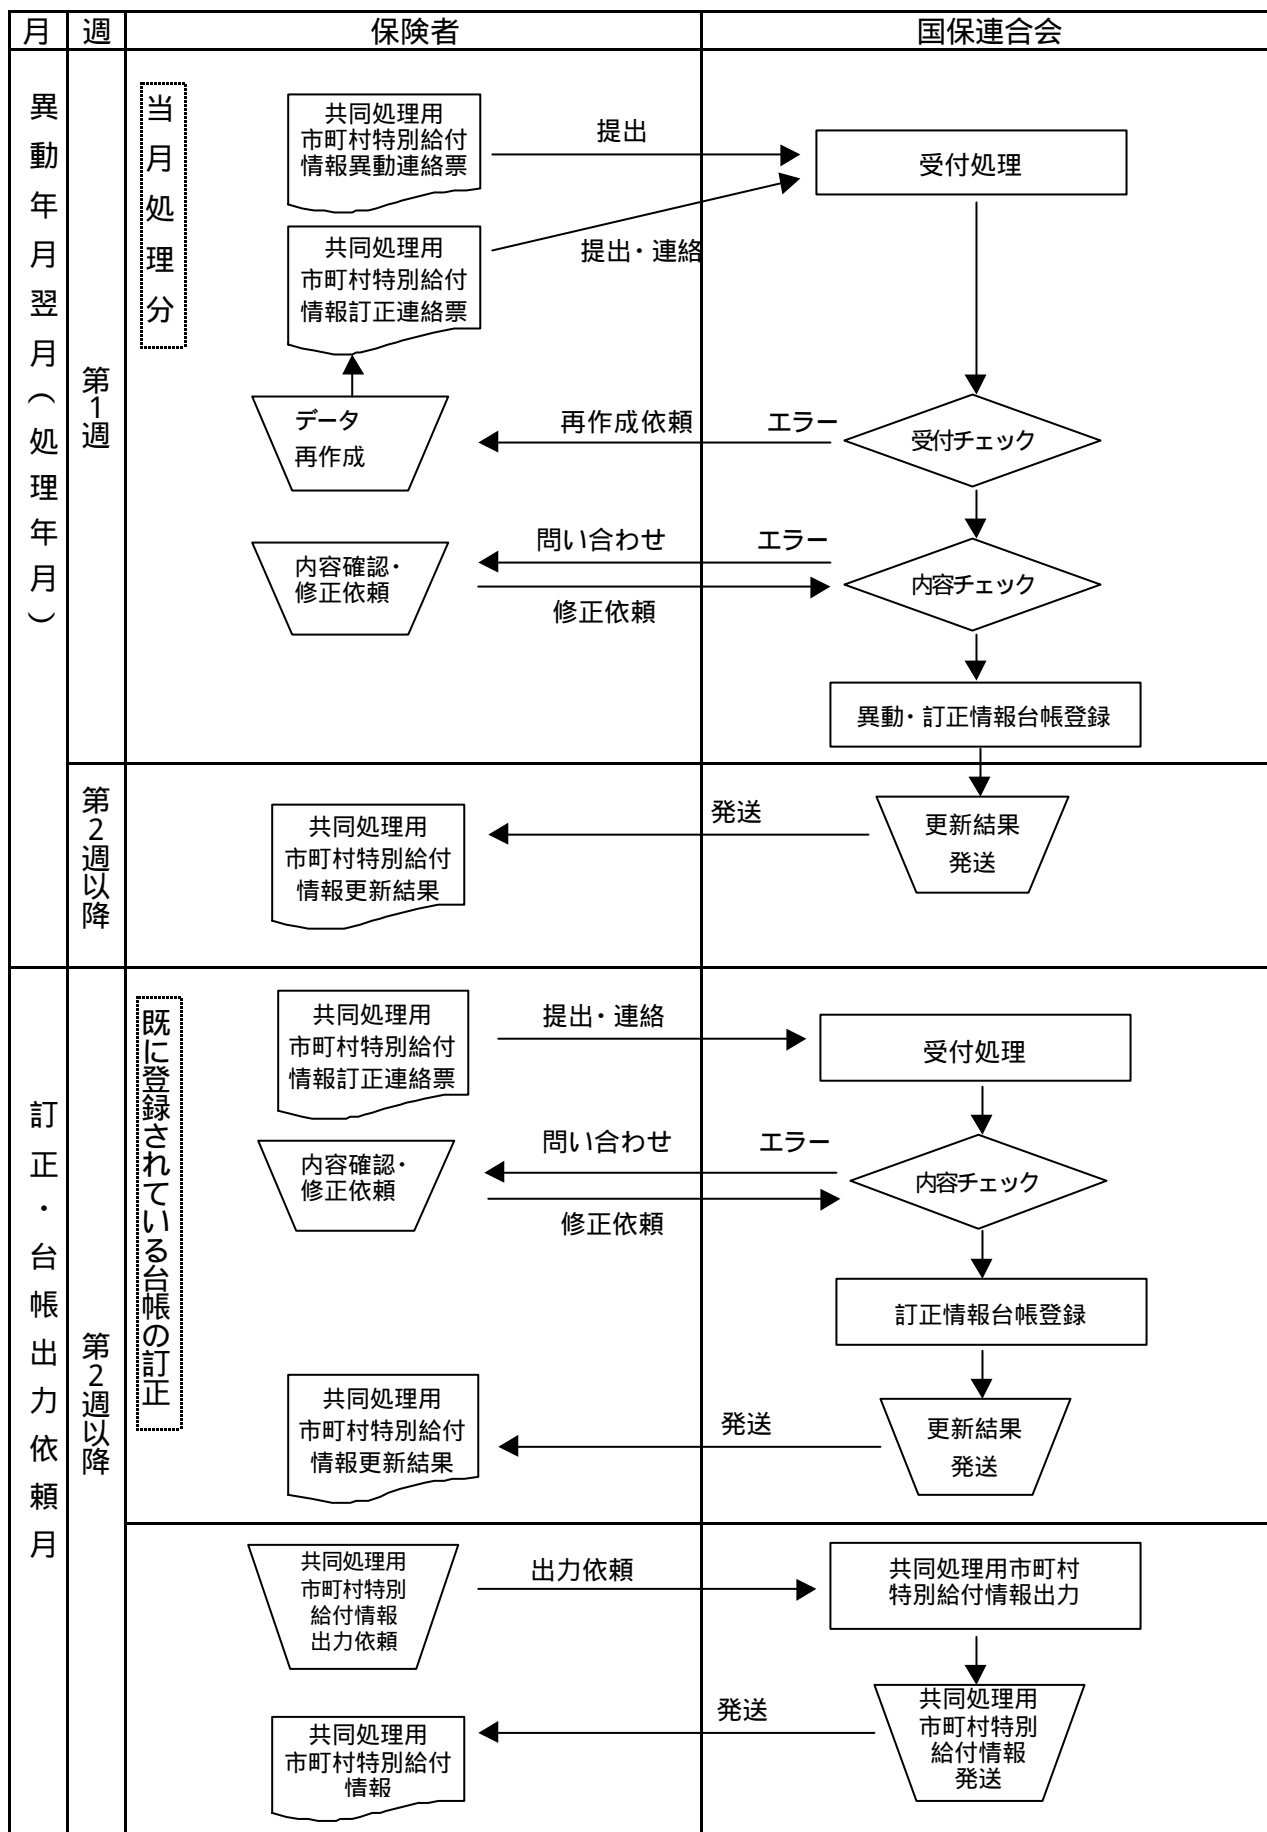 月
週
保険者
国保連合会
異動年月翌月(処理年月)
第1週
当月処理分
共同処理用
市町村特別給付
情報異動連絡票
提出
受付処理
共同処理用
市町村特別給付
情報訂正連絡票
提出・連絡
データ
再作成
再作成依頼
エラー
受付チェック
内容確認・
修正依頼
問い合わせ
エラー
修正依頼
内容チェック
異動・訂正情報台帳登録
第2週以降
共同処理用
市町村特別給付
情報更新結果
発送
更新結果
発送
訂正・台帳出力依頼月
第2週以降
既に登録されている台帳の訂正
共同処理用
市町村特別給付
情報訂正連絡票
提出・連絡
受付処理
内容確認・
修正依頼
問い合わせ
エラー
修正依頼
内容チェック
訂正情報台帳登録
共同処理用
市町村特別給付
情報更新結果
発送
更新結果
発送
共同処理用
市町村特別
給付情報
出力依頼
出力依頼
共同処理用市町村
特別給付情報出力
共同処理用
市町村特別給付
情報
発送
共同処理用
市町村特別
給付情報
発送